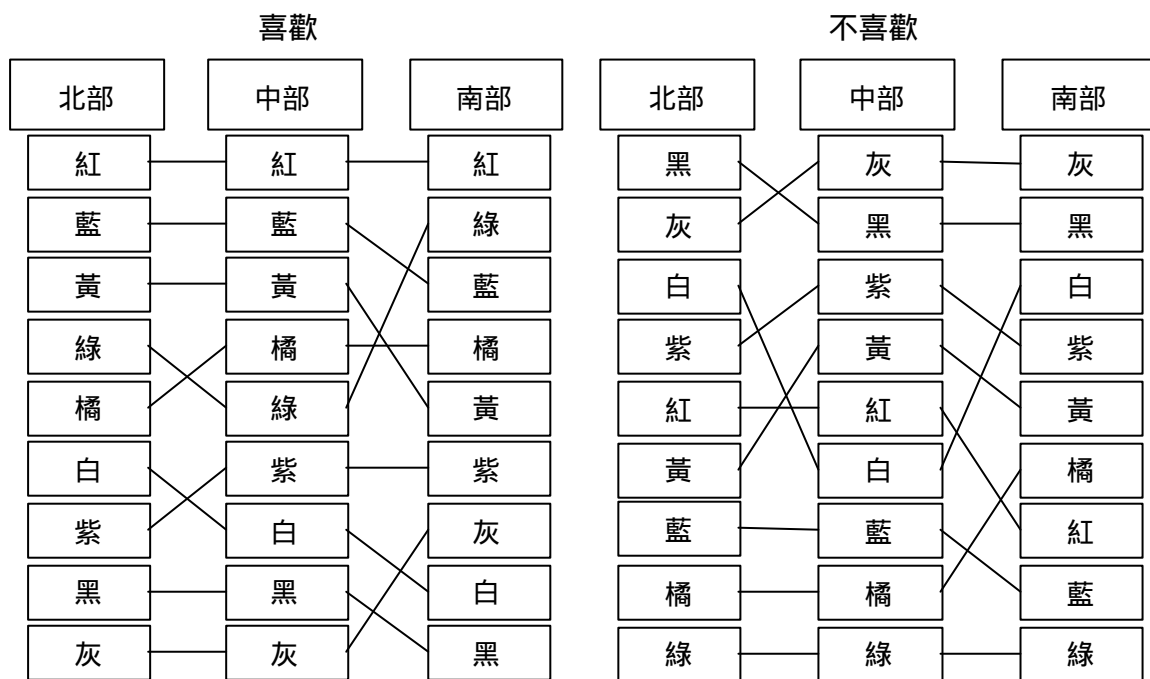 喜歡 不喜歡
北部 中部 南部 北部 中部 南部
紅 紅 紅 黑 灰 灰
藍 藍 綠 灰 黑 黑
黃 黃 藍 白 紫 白
綠 橘 橘 紫 黃 紫
橘 綠 黃 紅 紅 黃
白 紫 紫 黃 白 橘
紫 白 灰 藍 藍 紅
黑 黑 白 橘 橘 藍
灰 灰 黑 綠 綠 綠